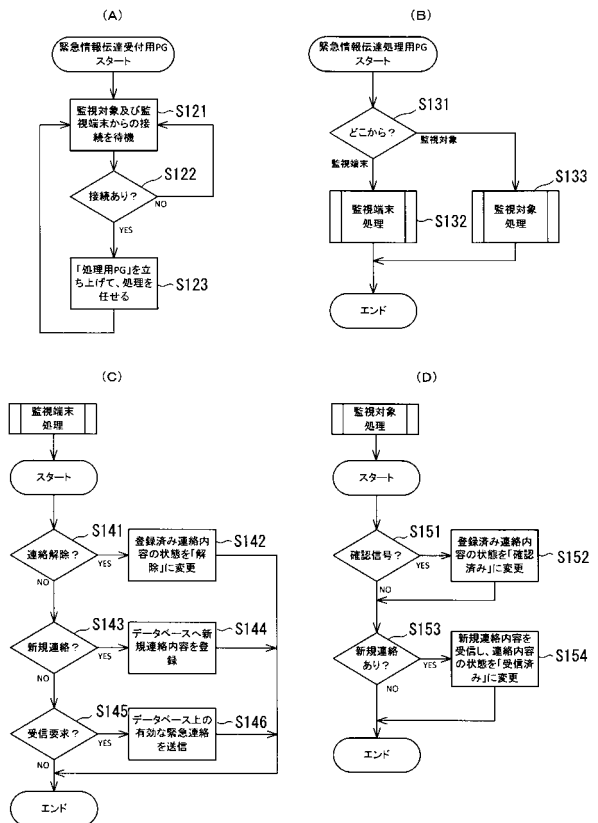 (A)
緊急情報伝達受付用PG
スタート
監視対象及び監
視端末からの接
続を待機
S121
接続あり？
S122
NO
YES
「処理用PG」を立
ち上げて、処理を
任せる
S123
(B)
緊急情報伝達処理用PG
スタート
どこから？
S131
監視端末
監視対象
監視端末
処理
S132
監視対象
処理
S133
エンド
(C)
監視端末
処理
スタート
連絡解除？
S141
YES
NO
登録済み連絡内
容の状態を「解
除」に変更
S142
新規連絡？
S143
YES
NO
データベースへ新
規連絡内容を登
録
S144
受信要求？
S145
YES
NO
データベース上の
有効な緊急連絡
を送信
S146
エンド
(D)
監視対象
処理
スタート
確認信号？
S151
YES
NO
登録済み連絡内
容の状態を「確認
済み」に変更
S152
新規連絡
あり？
S153
YES
NO
新規連絡内容を
受信し、連絡内容
の状態を「受信済
み」に変更
S154
エンド